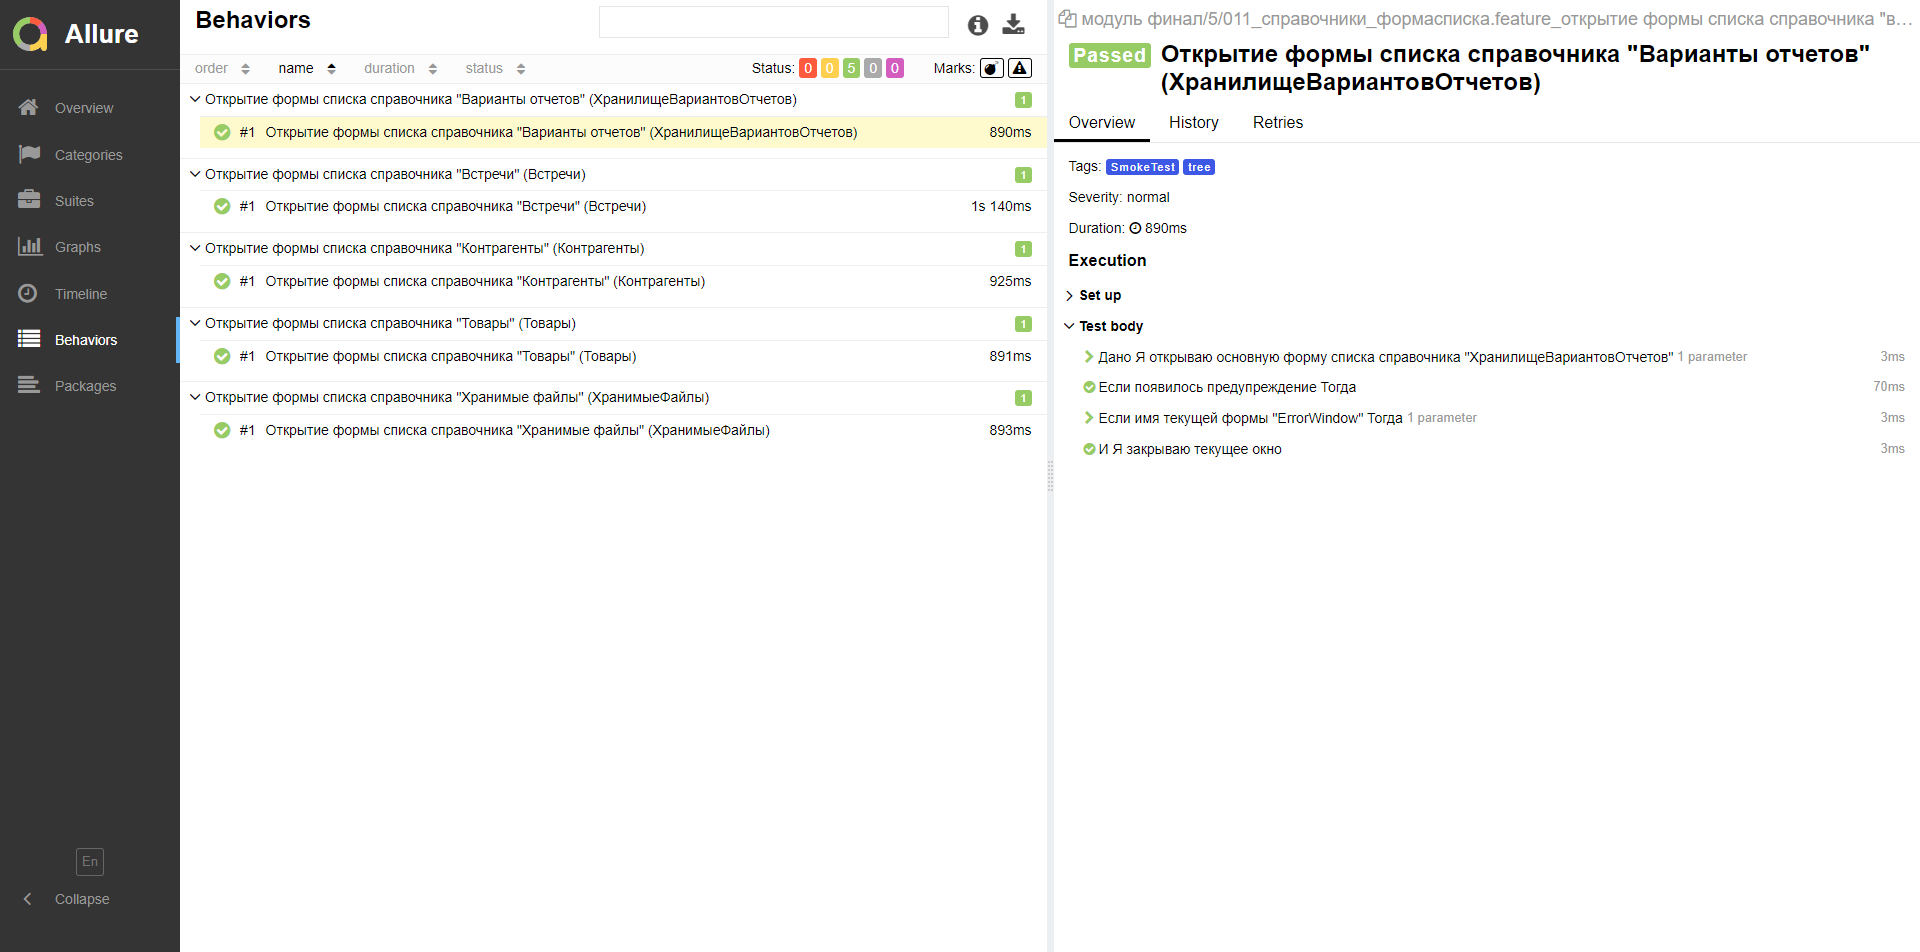 Allure
Overview
Categories
Suites
Graphs
Timeline
Behaviors
Packages
En
Collapse
Behaviors
order name duration status Status: 0 0 5 0 0 Marks:
Открытие формы списка справочника "Варианты отчетов" (ХранилищеВариантовОтчетов) 1
#1 Открытие формы списка справочника "Варианты отчетов" (ХранилищеВариантовОтчетов) 890ms
Открытие формы списка справочника "Встречи" (Встречи) 1
#1 Открытие формы списка справочника "Встречи" (Встречи) 1s 140ms
Открытие формы списка справочника "Контрагенты" (Контрагенты) 1
#1 Открытие формы списка справочника "Контрагенты" (Контрагенты) 925ms
Открытие формы списка справочника "Товары" (Товары) 1
#1 Открытие формы списка справочника "Товары" (Товары) 891ms
Открытие формы списка справочника "Хранимые файлы" (ХранимыеФайлы) 1
#1 Открытие формы списка справочника "Хранимые файлы" (ХранимыеФайлы) 893ms
модуль финал/5/011_справочники_формасписка.feature_открытие формы списка справочника "в...
Passed Открытие формы списка справочника "Варианты отчетов"
(ХранилищеВариантовОтчетов)
Overview History Retries
Tags: SmokeTest tree
Severity: normal
Duration: 890ms
Execution
Set up
Test body
Дано Я открываю основную форму списка справочника "ХранилищеВариантовОтчетов" 1 parameter 3ms
Если появилось предупреждение Тогда 70ms
Если имя текущей формы "ErrorWindow" Тогда 1 parameter 3ms
И Я закрываю текущее окно 3ms